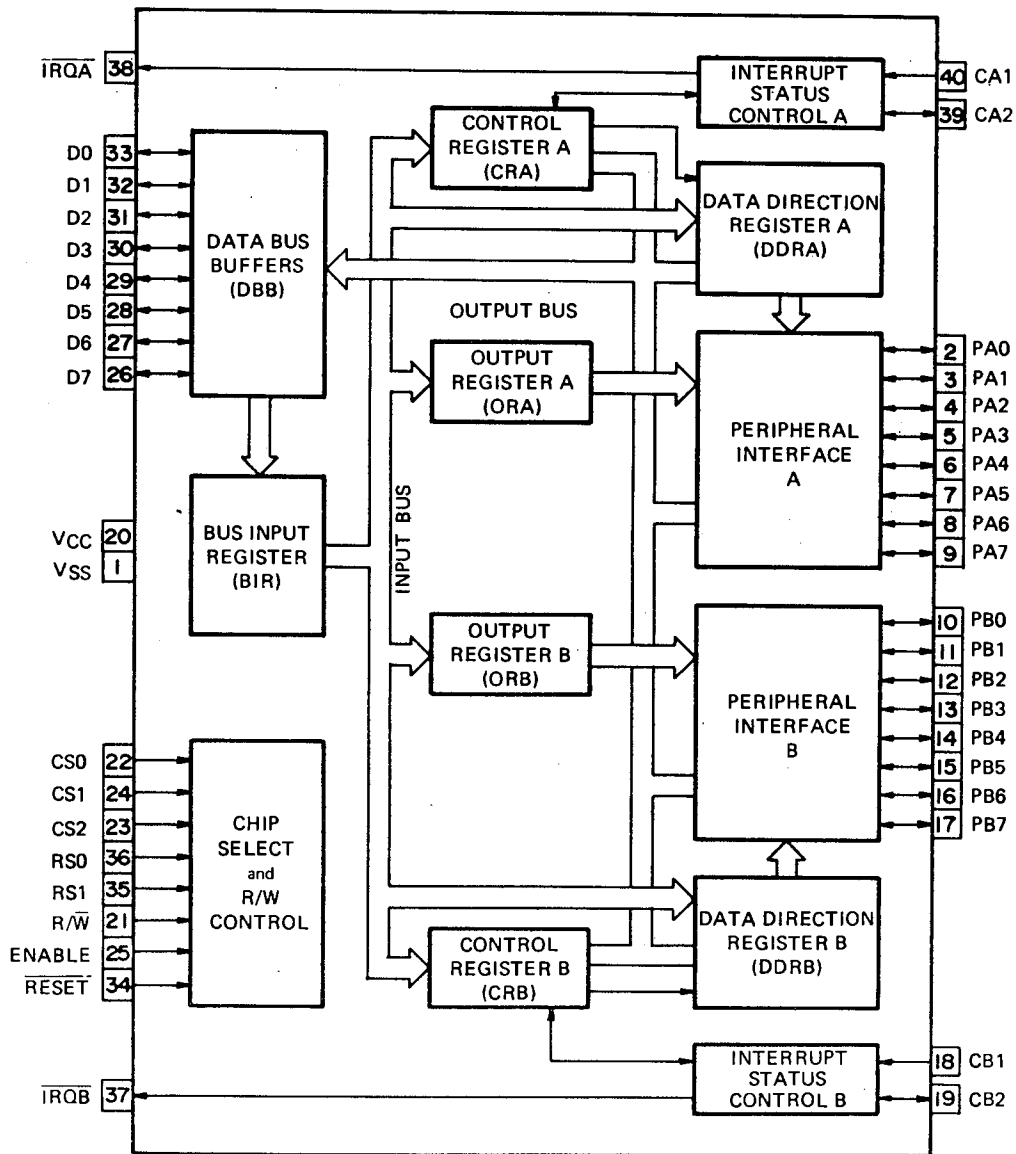 IRQA 38
INTERRUPT
STATUS
CONTROL A
40 CA1
39 CA2
CONTROL
REGISTER A
(CRA)
D0 33
D1 32
D2 31
D3 30
D4 29
D5 28
D6 27
D7 26
DATA BUS
BUFFERS
(DBB)
DATA DIRECTION
REGISTER A
(DDRA)
OUTPUT BUS
OUTPUT
REGISTER A
(ORA)
PERIPHERAL
INTERFACE
A
2 PA0
3 PA1
4 PA2
5 PA3
6 PA4
7 PA5
8 PA6
9 PA7
VCC 20
VSS 1
BUS INPUT
REGISTER
(BIR)
INPUT BUS
OUTPUT
REGISTER B
(ORB)
PERIPHERAL
INTERFACE
B
10 PB0
11 PB1
12 PB2
13 PB3
14 PB4
15 PB5
16 PB6
17 PB7
CS0 22
CS1 24
CS2 23
RS0 36
RS1 35
R/W 21
ENABLE 25
RESET 34
CHIP
SELECT
and
R/W
CONTROL
CONTROL
REGISTER B
(CRB)
DATA DIRECTION
REGISTER B
(DDRB)
IRQB 37
INTERRUPT
STATUS
CONTROL B
18 CB1
19 CB2